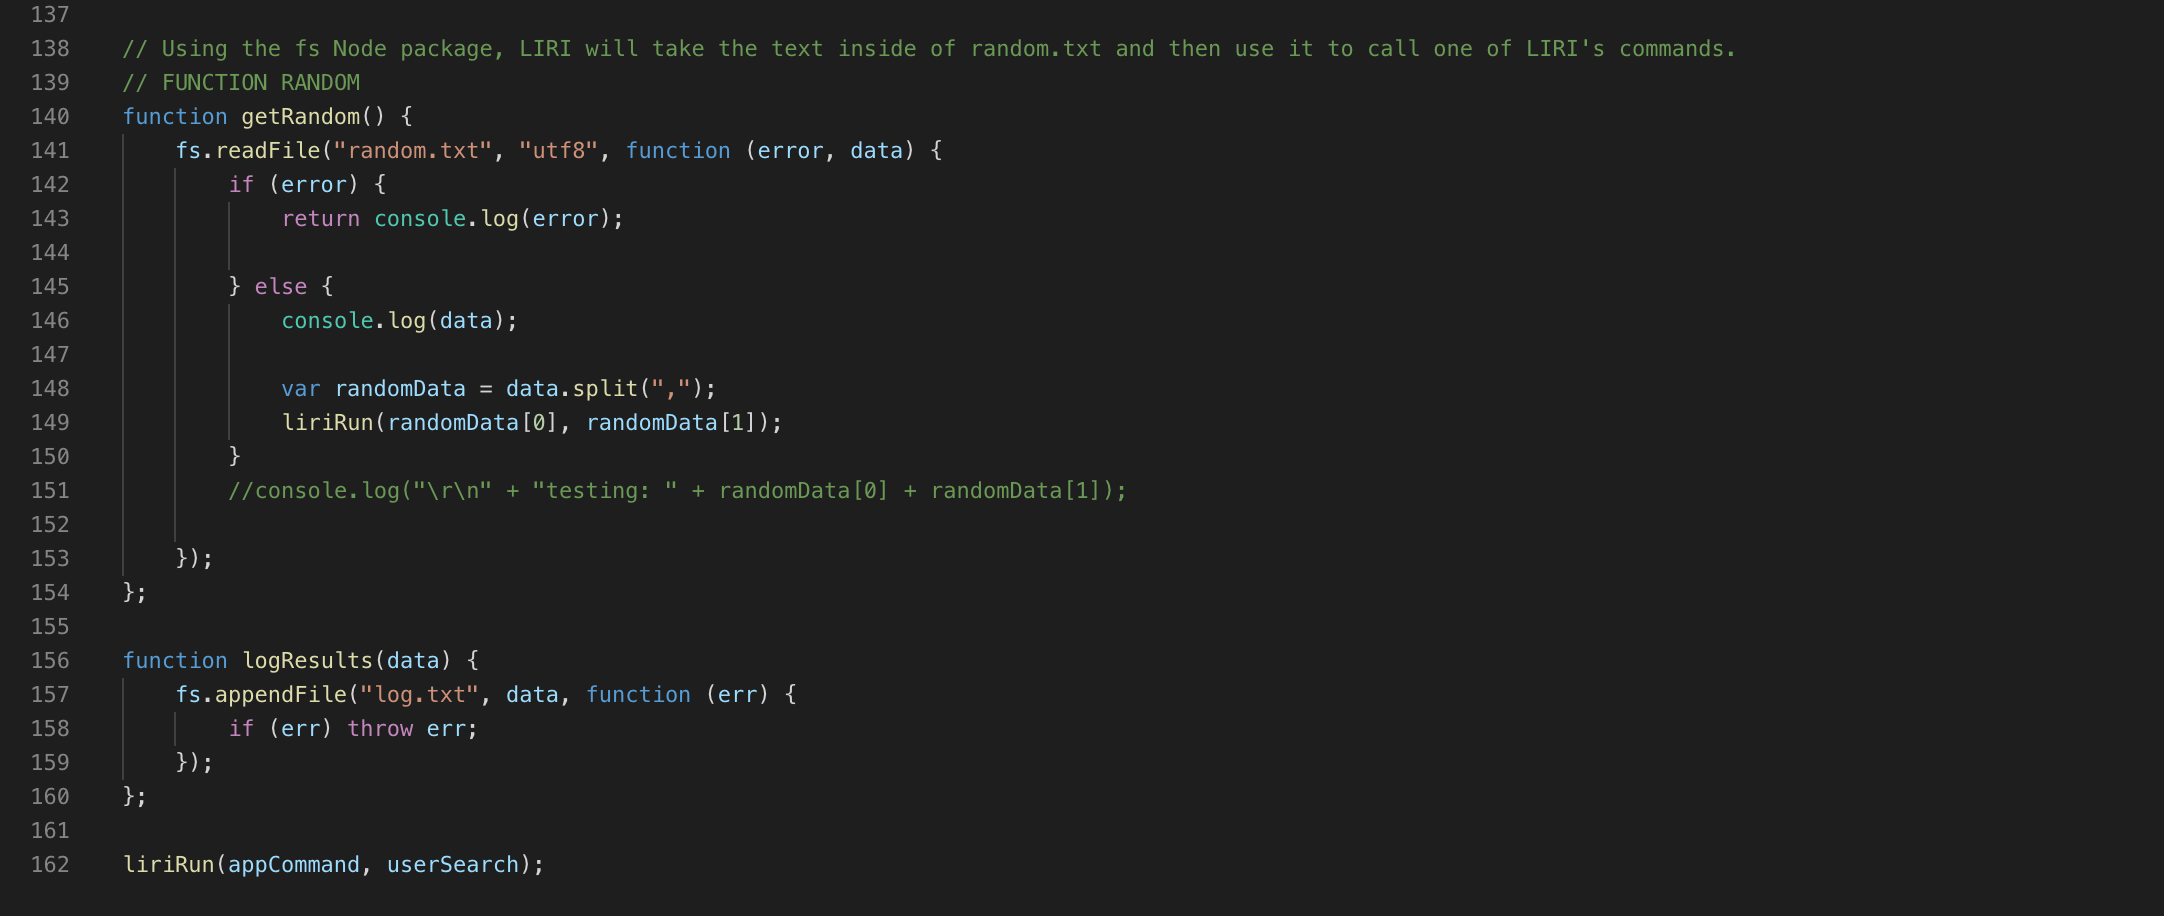 137
138 // Using the fs Node package, LIRI will take the text inside of random.txt and then use it to call one of LIRI's commands.
139 // FUNCTION RANDOM
140 function getRandom() {
141     fs.readFile("random.txt", "utf8", function (error, data) {
142         if (error) {
143             return console.log(error);
144
145         } else {
146             console.log(data);
147
148             var randomData = data.split(",");
149             liriRun(randomData[0], randomData[1]);
150         }
151         //console.log("\r\n" + "testing: " + randomData[0] + randomData[1]);
152
153     });
154 };
155
156 function logResults(data) {
157     fs.appendFile("log.txt", data, function (err) {
158         if (err) throw err;
159     });
160 };
161
162 liriRun(appCommand, userSearch);